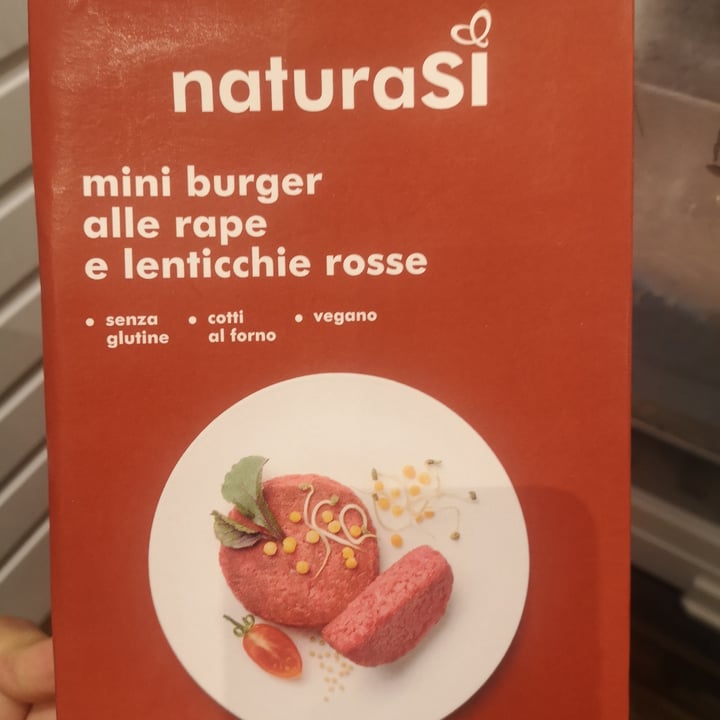 naturaSì
mini burger
alle rape
e lenticchie rosse
• senza glutine
• cotti al forno
• vegano